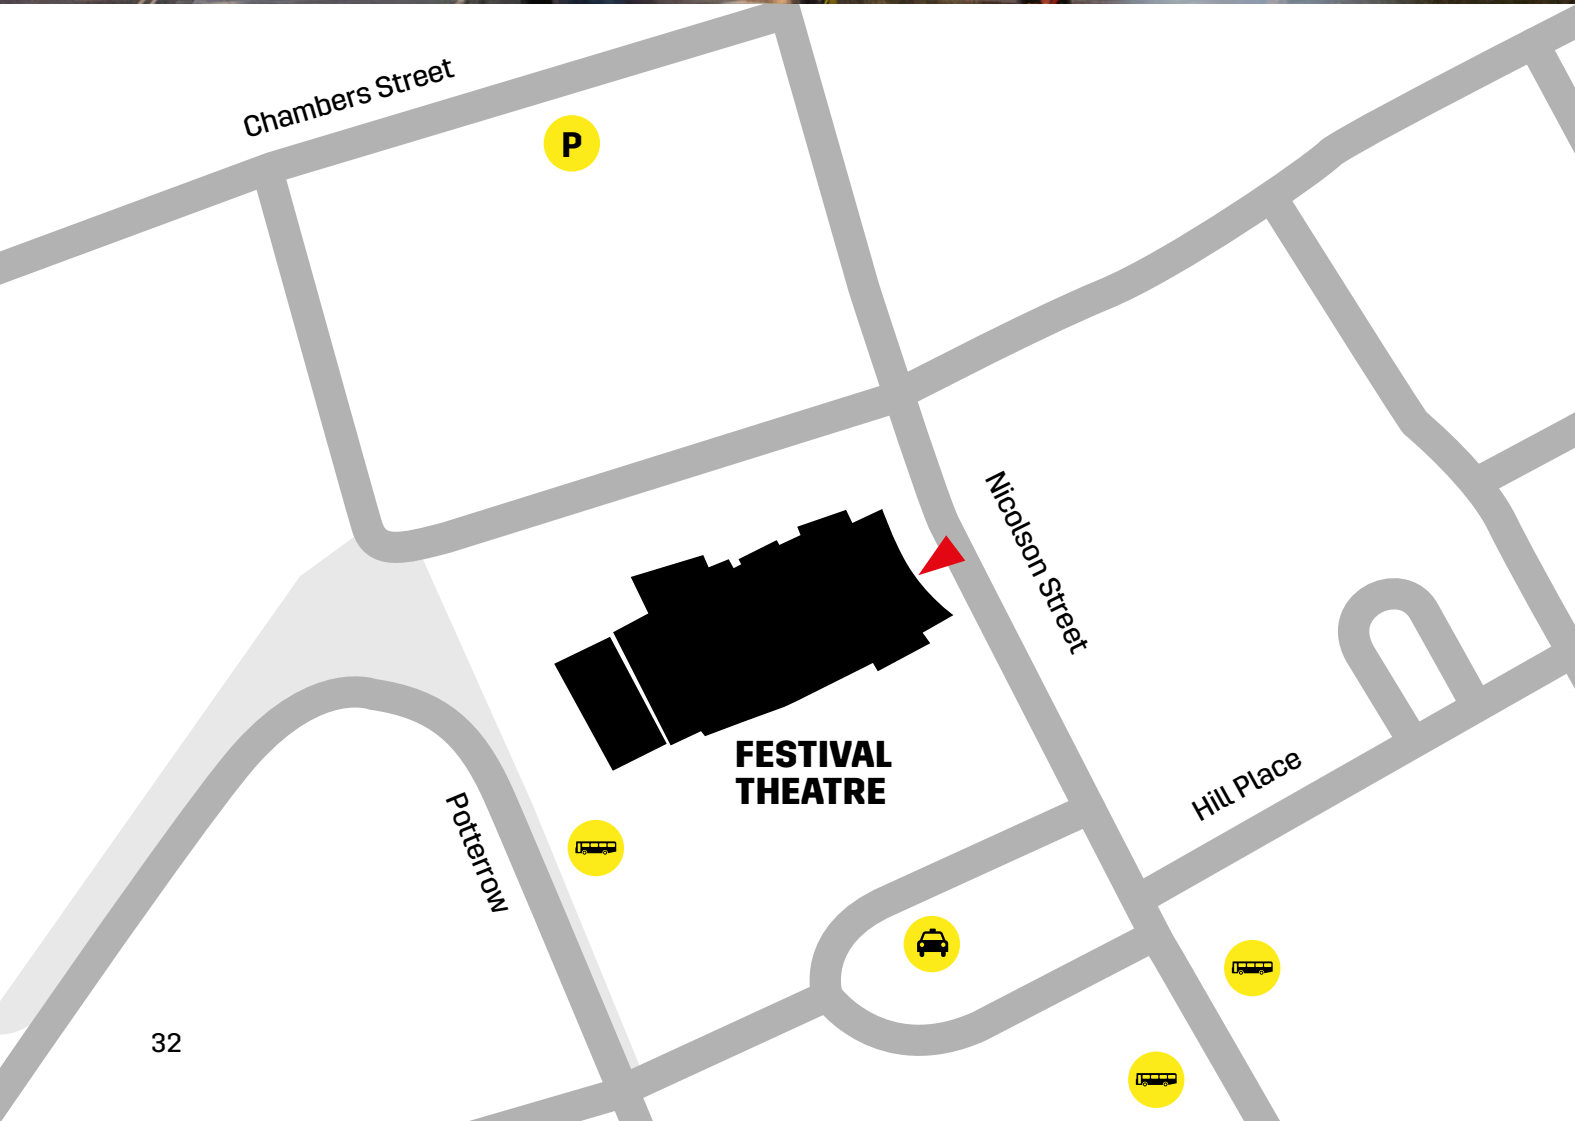 Chambers Street
P
Nicolson Street
FESTIVAL
THEATRE
Hill Place
Potterrow
32